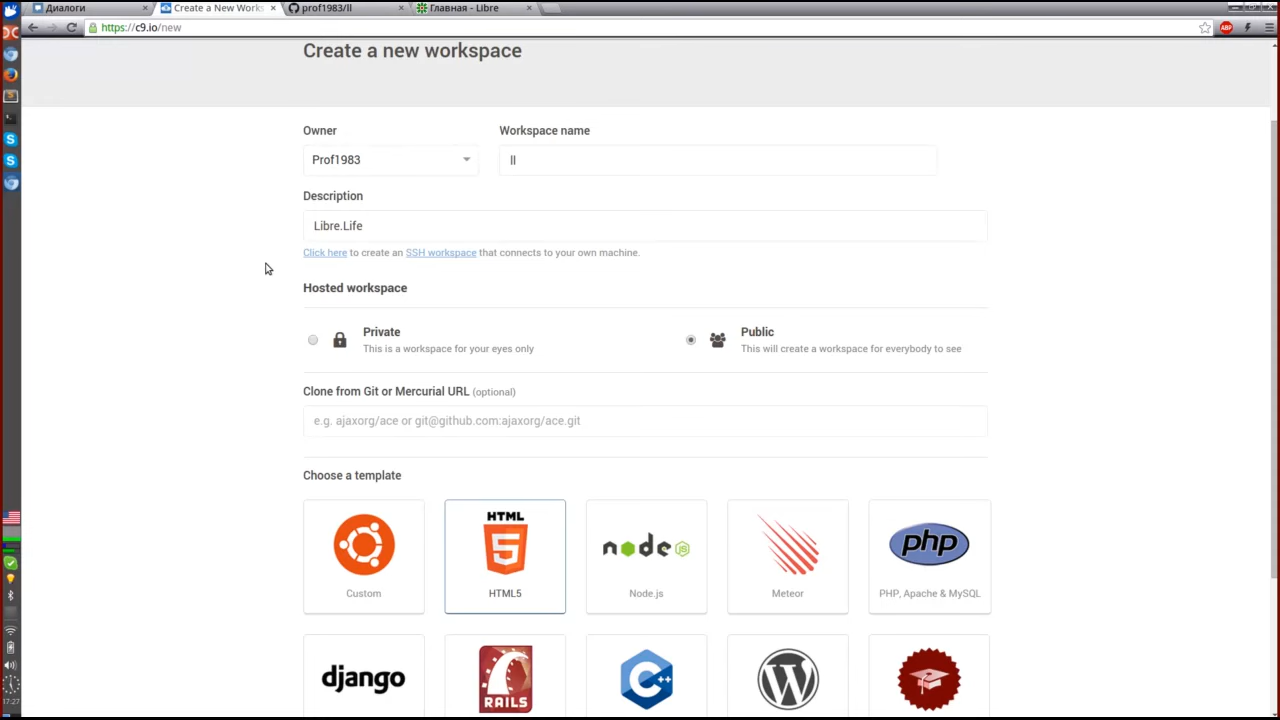 Диалоги
Create a New Works
prof1983/ll
Главная - Libre
https://c9.io/new
ABP
Create a new workspace
Owner
Workspace name
Prof1983
ll
Description
Libre.Life
Click here to create an SSH workspace that connects to your own machine.
Hosted workspace
Private
This is a workspace for your eyes only
Public
This will create a workspace for everybody to see
Clone from Git or Mercurial URL (optional)
e.g. ajaxorg/ace or git@github.com:ajaxorg/ace.git
Choose a template
Custom
HTML
5
HTML5
node js
Node.js
Meteor
php
PHP, Apache & MySQL
django
RAILS
C++
W
17:27